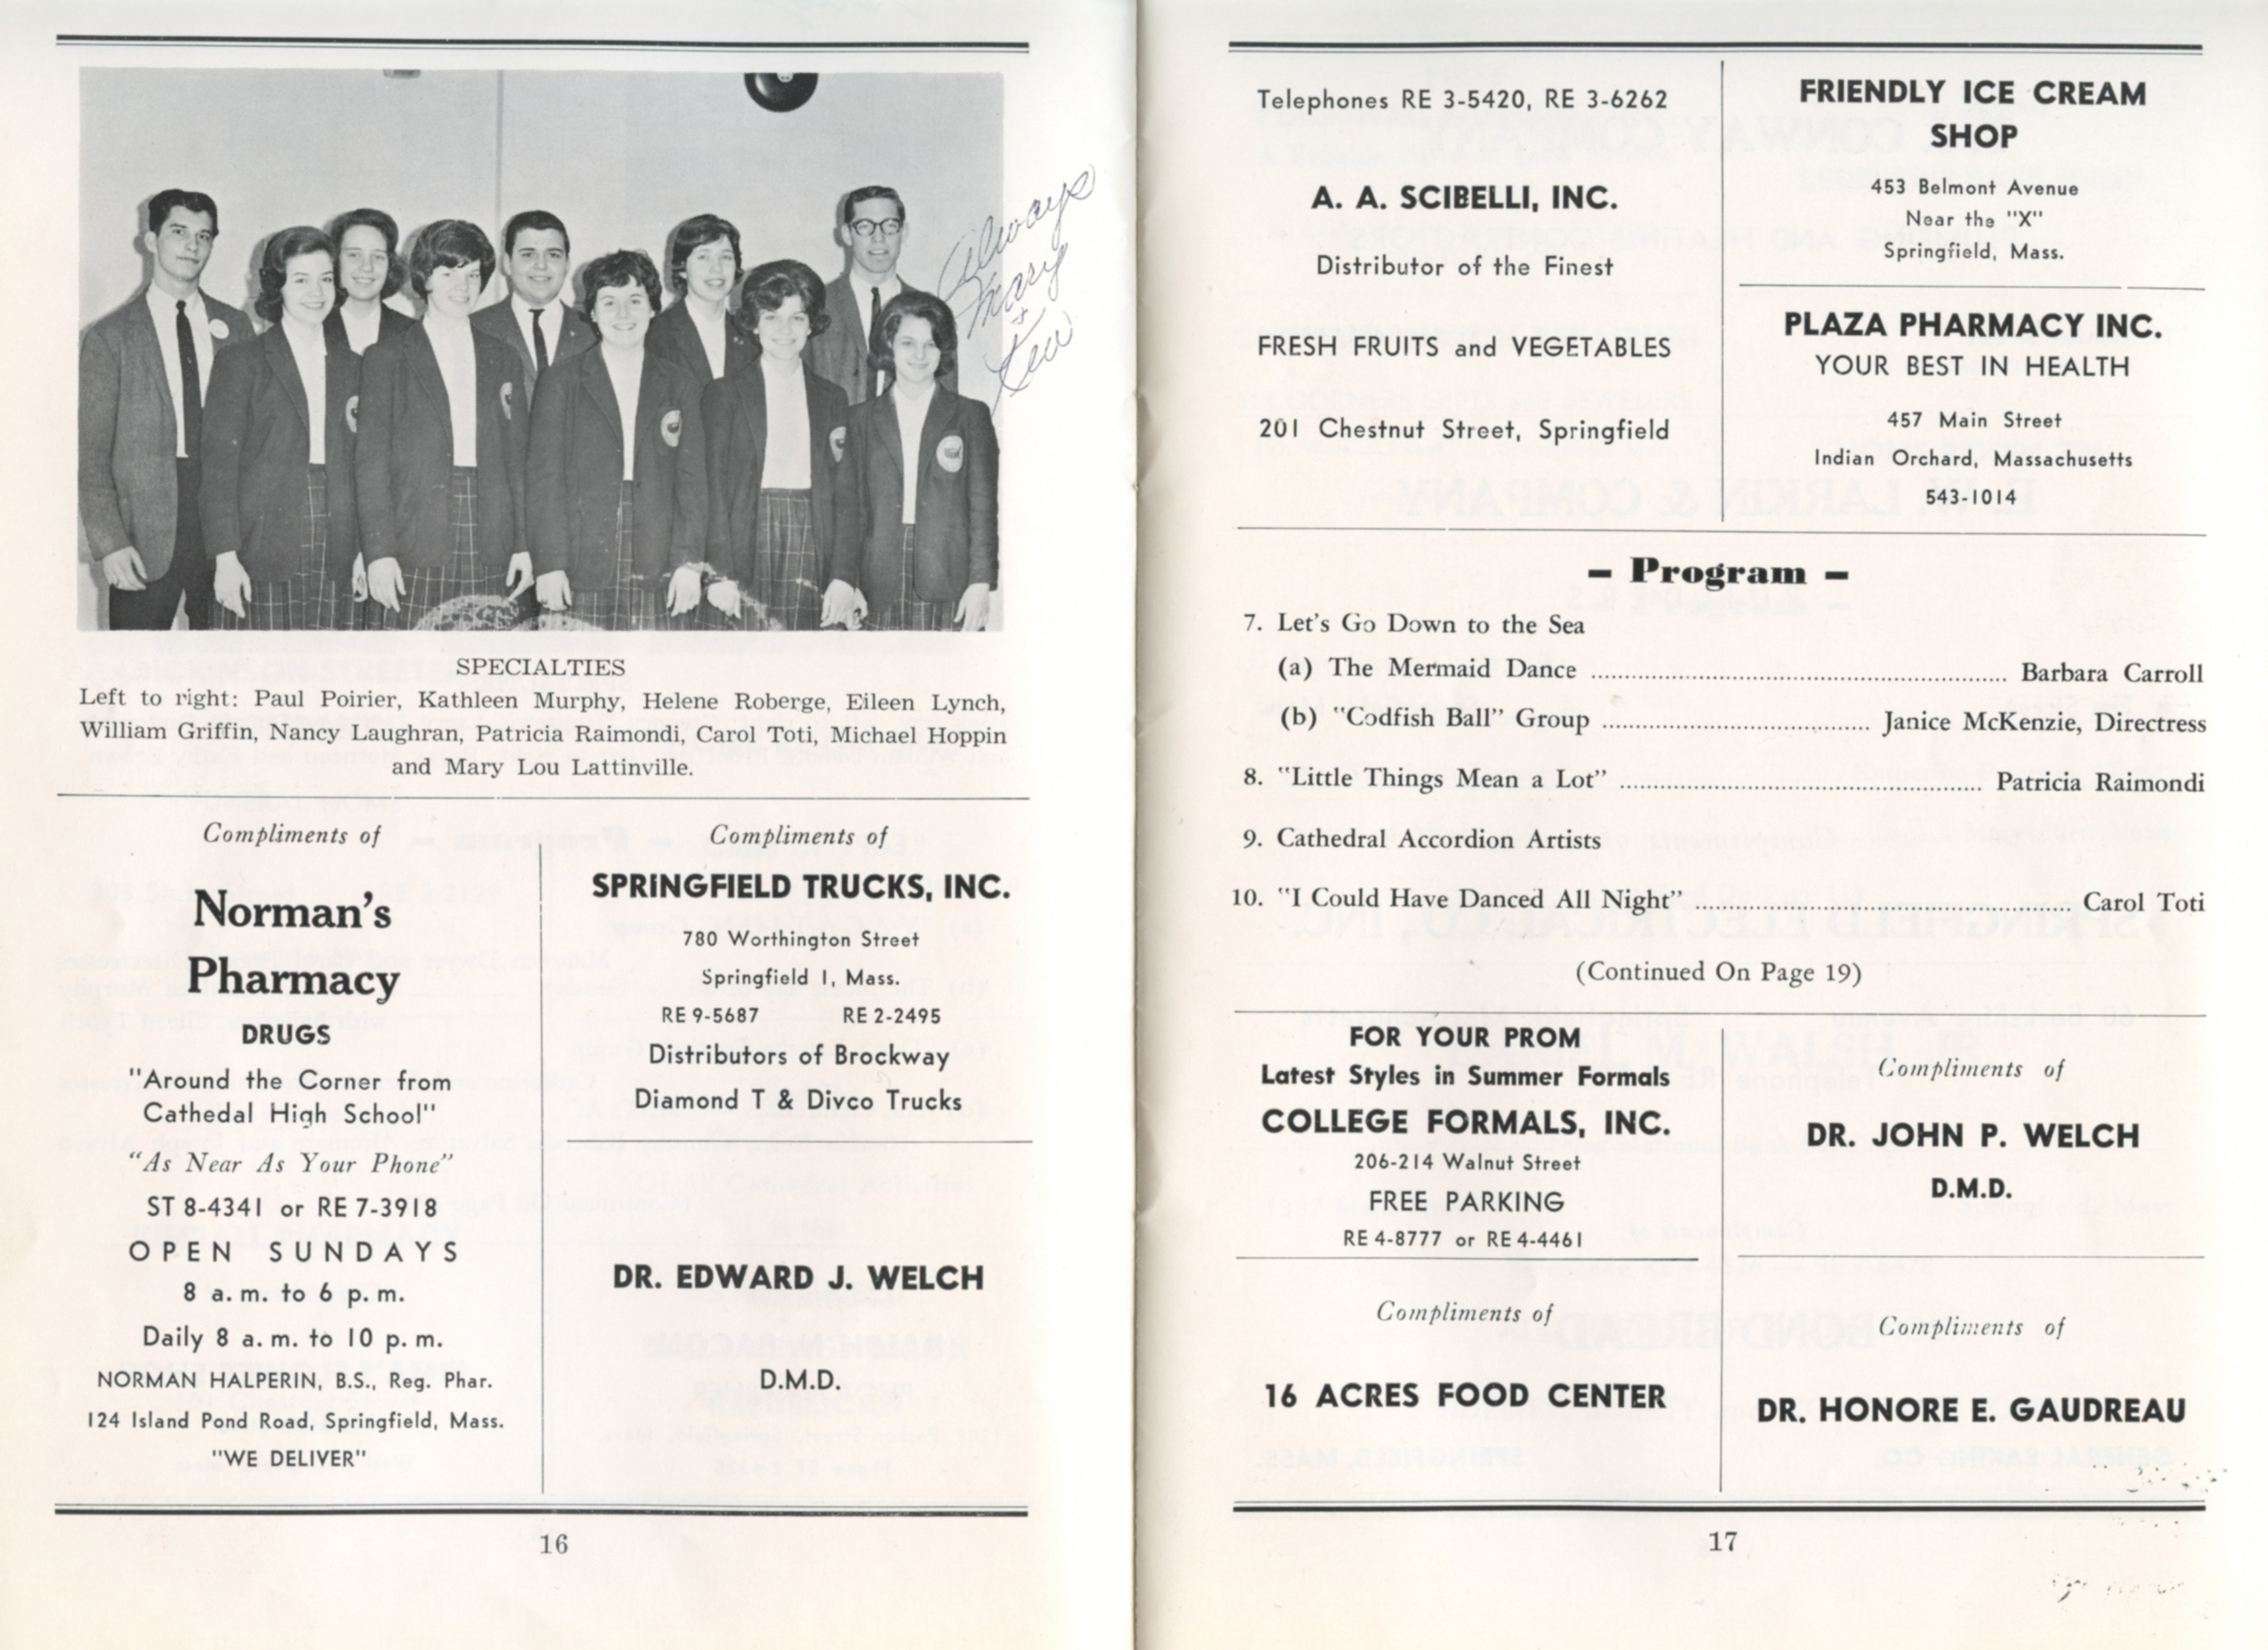 Always
Mary
+
Lou
SPECIALTIES
Left to right: Paul Poirier, Kathleen Murphy, Helene Roberge, Eileen Lynch,
William Griffin, Nancy Laughran, Patricia Raimondi, Carol Toti, Michael Hoppin
and Mary Lou Lattinville.
Compliments of
Norman's
Pharmacy
DRUGS
"Around the Corner from
Cathedal High School"
"As Near As Your Phone"
ST 8-4341 or RE 7-3918
OPEN SUNDAYS
8 a. m. to 6 p. m.
Daily 8 a. m. to 10 p. m.
NORMAN HALPERIN, B.S., Reg. Phar.
124 Island Pond Road, Springfield, Mass.
"WE DELIVER"
Compliments of
SPRINGFIELD TRUCKS, INC.
780 Worthington Street
Springfield 1, Mass.
RE 9-5687 RE 2-2495
Distributors of Brockway
Diamond T & Divco Trucks
DR. EDWARD J. WELCH
D.M.D.
16
Telephones RE 3-5420, RE 3-6262
A. A. SCIBELLI, INC.
Distributor of the Finest
FRESH FRUITS and VEGETABLES
201 Chestnut Street, Springfield
FRIENDLY ICE CREAM
SHOP
453 Belmont Avenue
Near the "X"
Springfield, Mass.
PLAZA PHARMACY INC.
YOUR BEST IN HEALTH
457 Main Street
Indian Orchard, Massachusetts
543-1014
– Program –
7. Let's Go Down to the Sea
(a) The Mermaid Dance ........ Barbara Carroll
(b) "Codfish Ball" Group ........ Janice McKenzie, Directress
8. "Little Things Mean a Lot" ........ Patricia Raimondi
9. Cathedral Accordion Artists
10. "I Could Have Danced All Night" ........ Carol Toti
(Continued On Page 19)
FOR YOUR PROM
Latest Styles in Summer Formals
COLLEGE FORMALS, INC.
206-214 Walnut Street
FREE PARKING
RE 4-8777 or RE 4-4461
Compliments of
DR. JOHN P. WELCH
D.M.D.
Compliments of
16 ACRES FOOD CENTER
Compliments of
DR. HONORE E. GAUDREAU
17